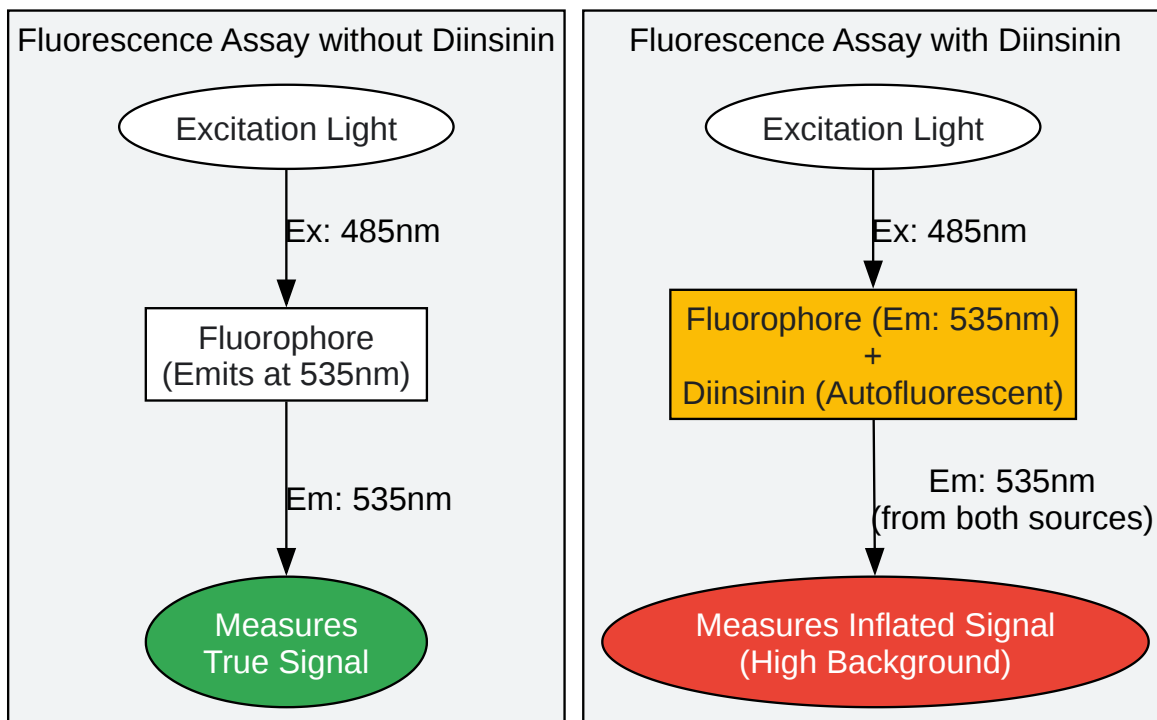 Fluorescence Assay without Diinsinin
Excitation Light
Ex: 485nm
Fluorophore
(Emits at 535nm)
Em: 535nm
Measures
True Signal
Fluorescence Assay with Diinsinin
Excitation Light
Ex: 485nm
Fluorophore (Em: 535nm)
+
Diinsinin (Autofluorescent)
Em: 535nm
(from both sources)
Measures Inflated Signal
(High Background)